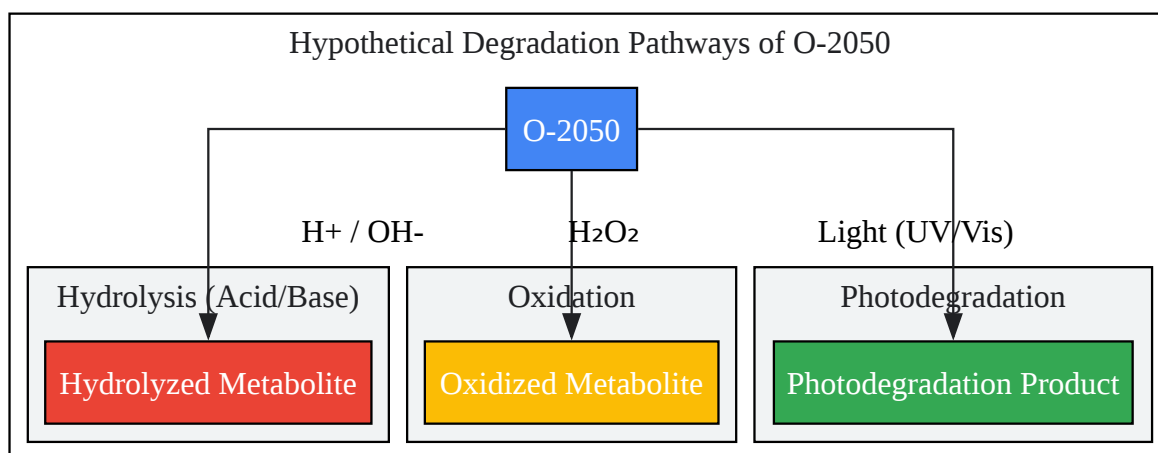 Hypothetical Degradation Pathways of O-2050
O-2050
H+ / OH-
H₂O₂
Light (UV/Vis)
Hydrolysis (Acid/Base)
Oxidation
Photodegradation
Hydrolyzed Metabolite
Oxidized Metabolite
Photodegradation Product